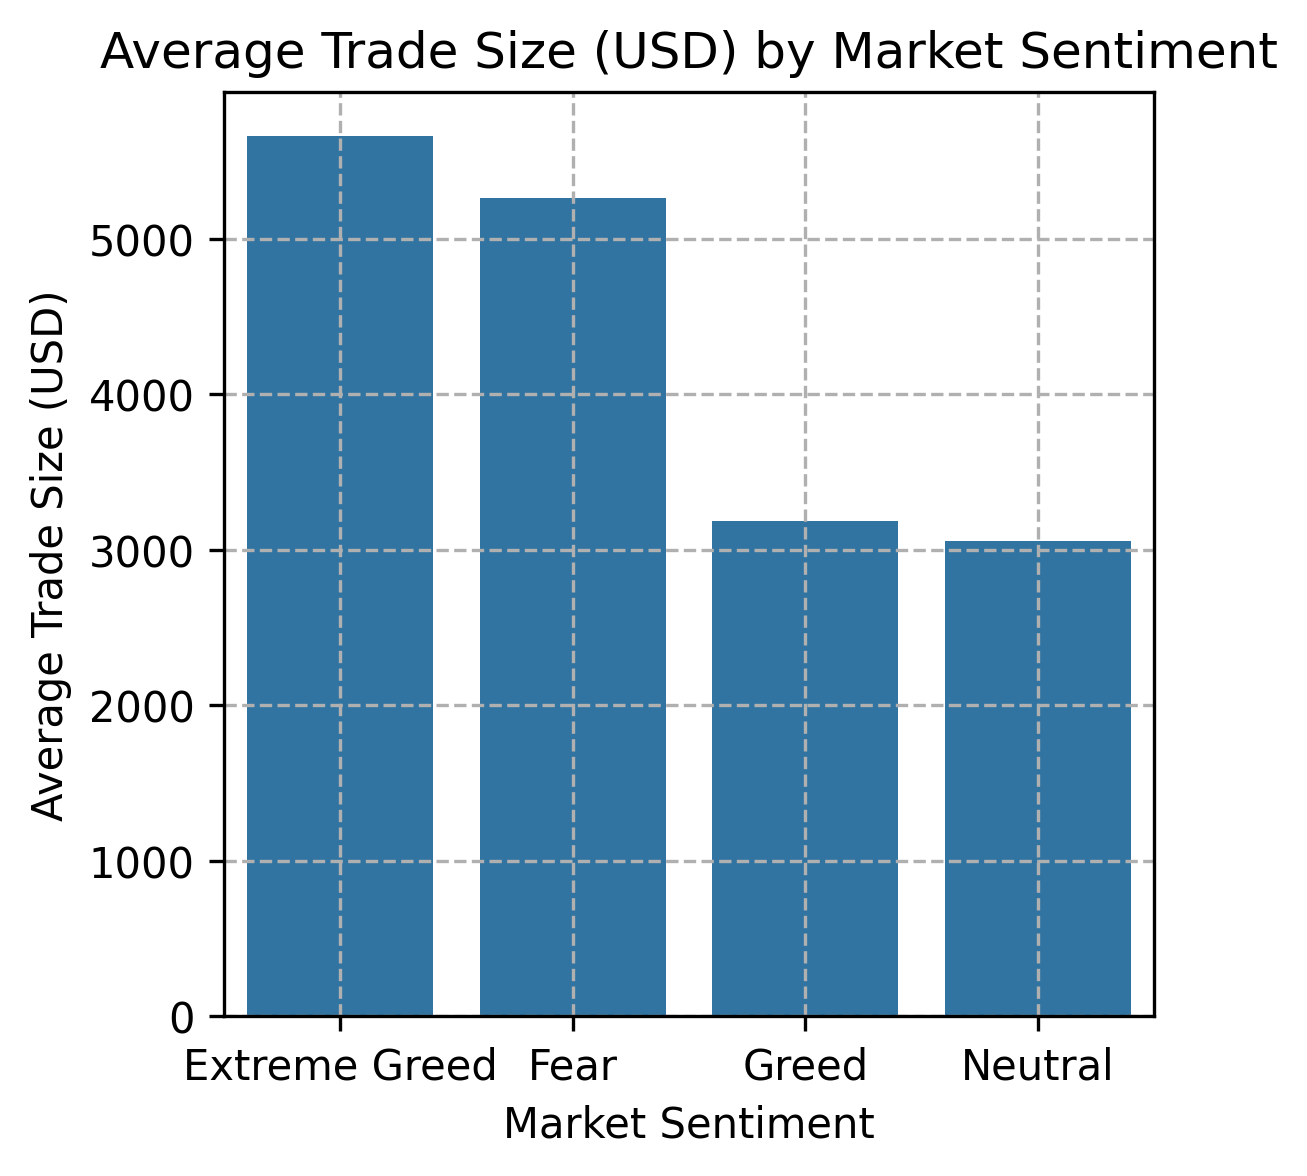 Average Trade Size (USD) by Market Sentiment
Average Trade Size (USD)
5000
4000
3000
2000
1000
0
Extreme Greed Fear Greed Neutral
Market Sentiment